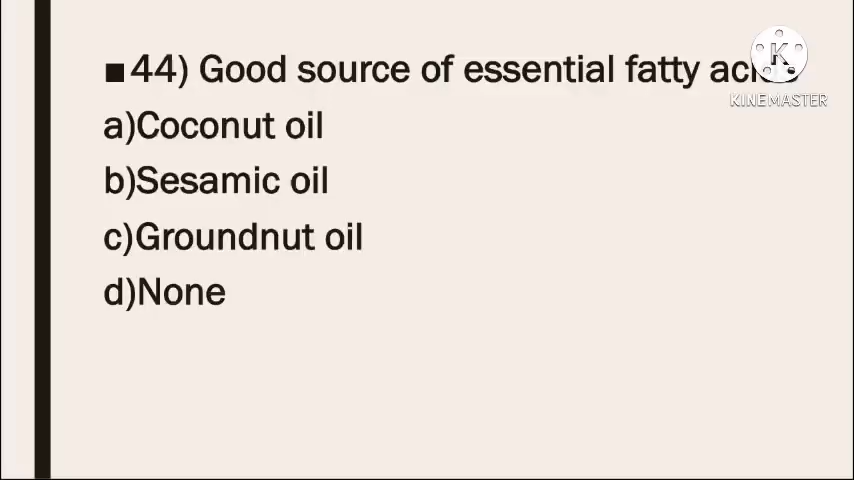 ■44) Good source of essential fatty
a)Coconut oil
b)Sesamic oil
c)Groundnut oil
d)None
K
KINEMASTER